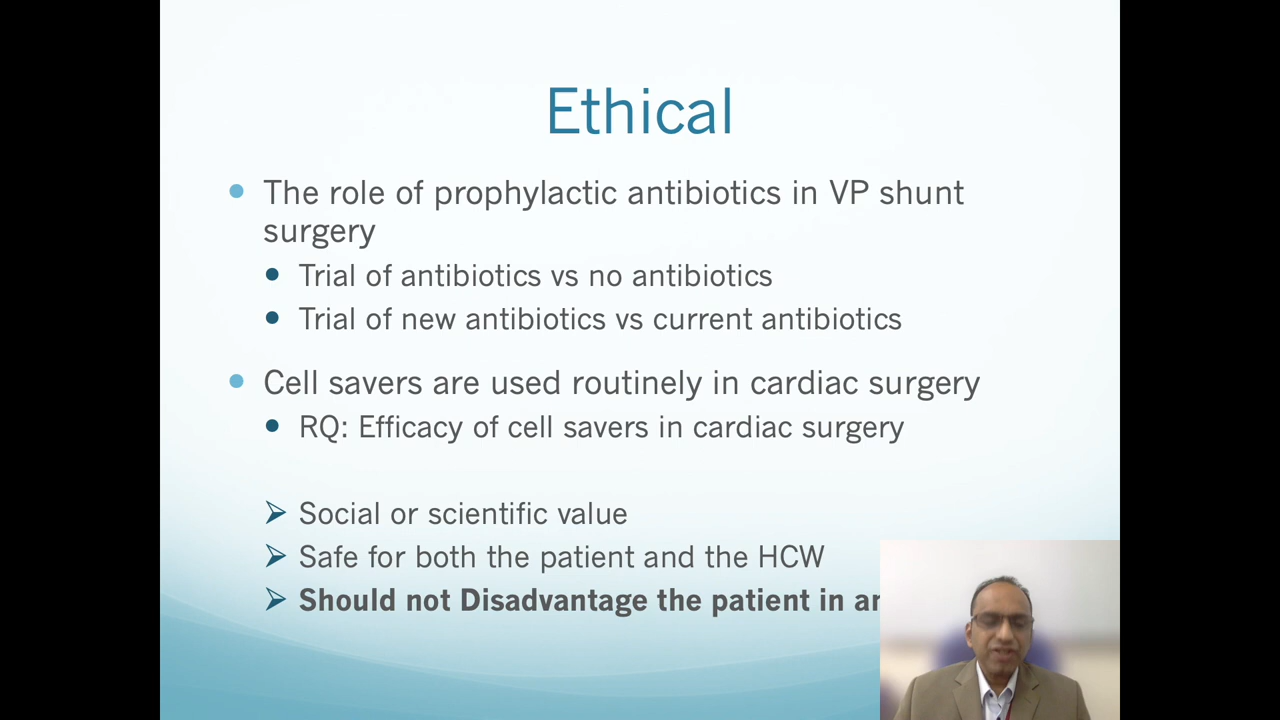 Ethical
The role of prophylactic antibiotics in VP shunt
surgery
Trial of antibiotics vs no antibiotics
Trial of new antibiotics vs current antibiotics
Cell savers are used routinely in cardiac surgery
RQ: Efficacy of cell savers in cardiac surgery
Social or scientific value
Safe for both the patient and the HCW
Should not Disadvantage the patient in